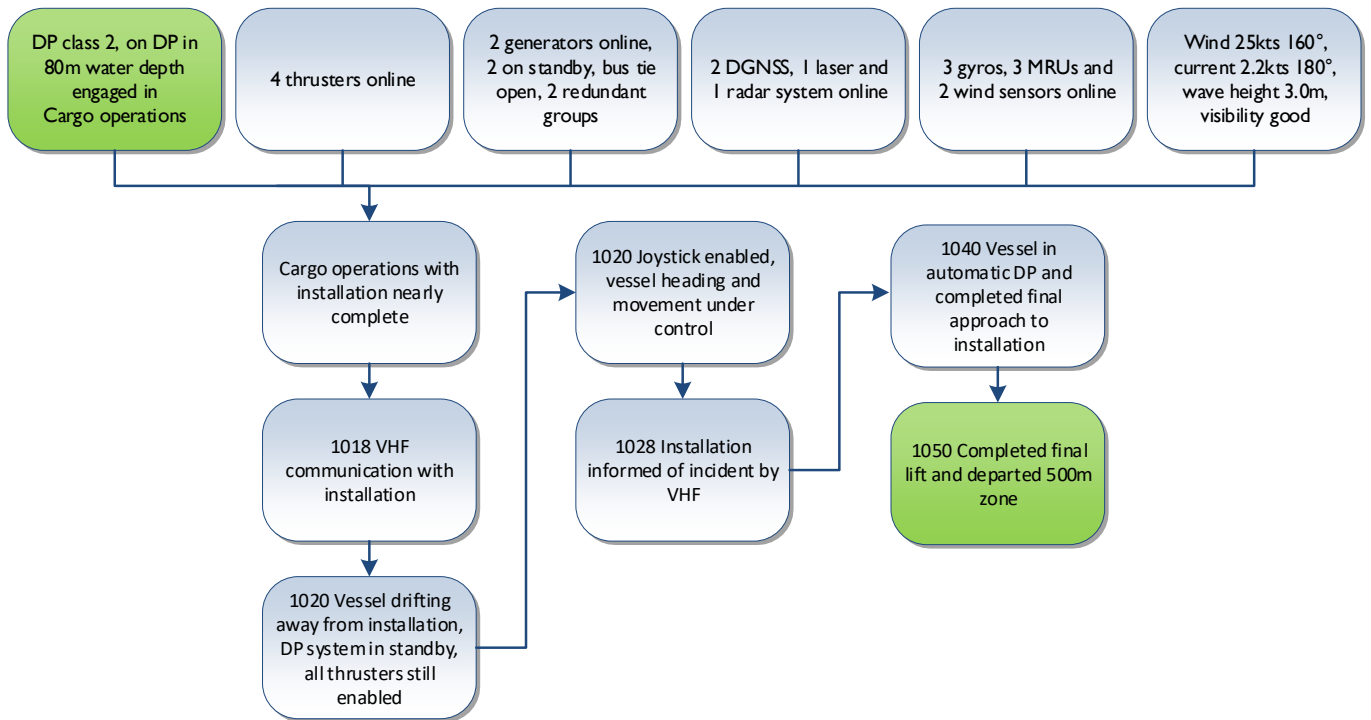 DP class 2, on DP in
80m water depth
engaged in
Cargo operations
4 thrusters online
2 generators online,
2 on standby, bus tie
open, 2 redundant
groups
2 DGNSS, 1 laser and
1 radar system online
3 gyros, 3 MRUs and
2 wind sensors online
Wind 25kts 160°,
current 2.2kts 180°,
wave height 3.0m,
visibility good
Cargo operations with
installation nearly
complete
1018 VHF
communication with
installation
1020 Vessel drifting
away from installation,
DP system in standby,
all thrusters still
enabled
1020 Joystick enabled,
vessel heading and
movement under
control
1028 Installation
informed of incident by
VHF
1040 Vessel in
automatic DP and
completed final
approach to
installation
1050 Completed final
lift and departed 500m
zone